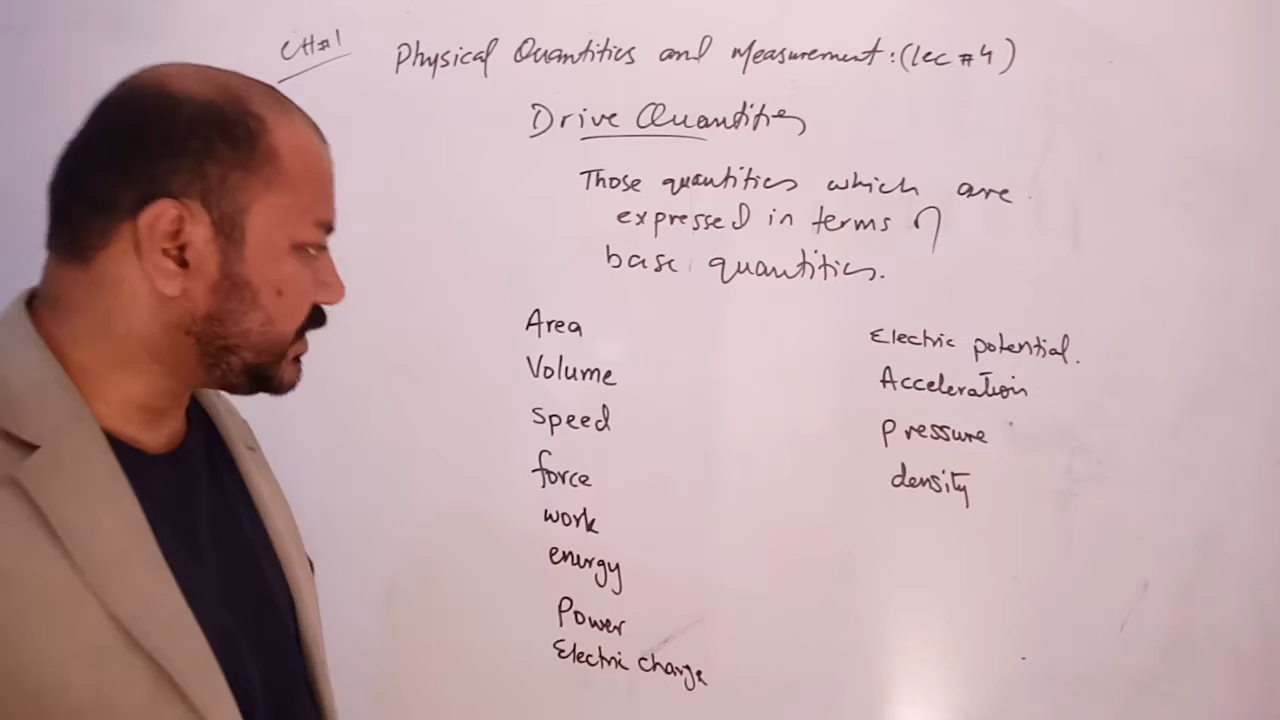 CH#1
Physical Quantities and Measurement: (lec #4)
Drive Quantities
Those quantities which are
expressed in terms of
base quantities.
Area
Volume
Speed
force
work
energy
Power
Electric charge
Electric potential.
Acceleration
Pressure
density